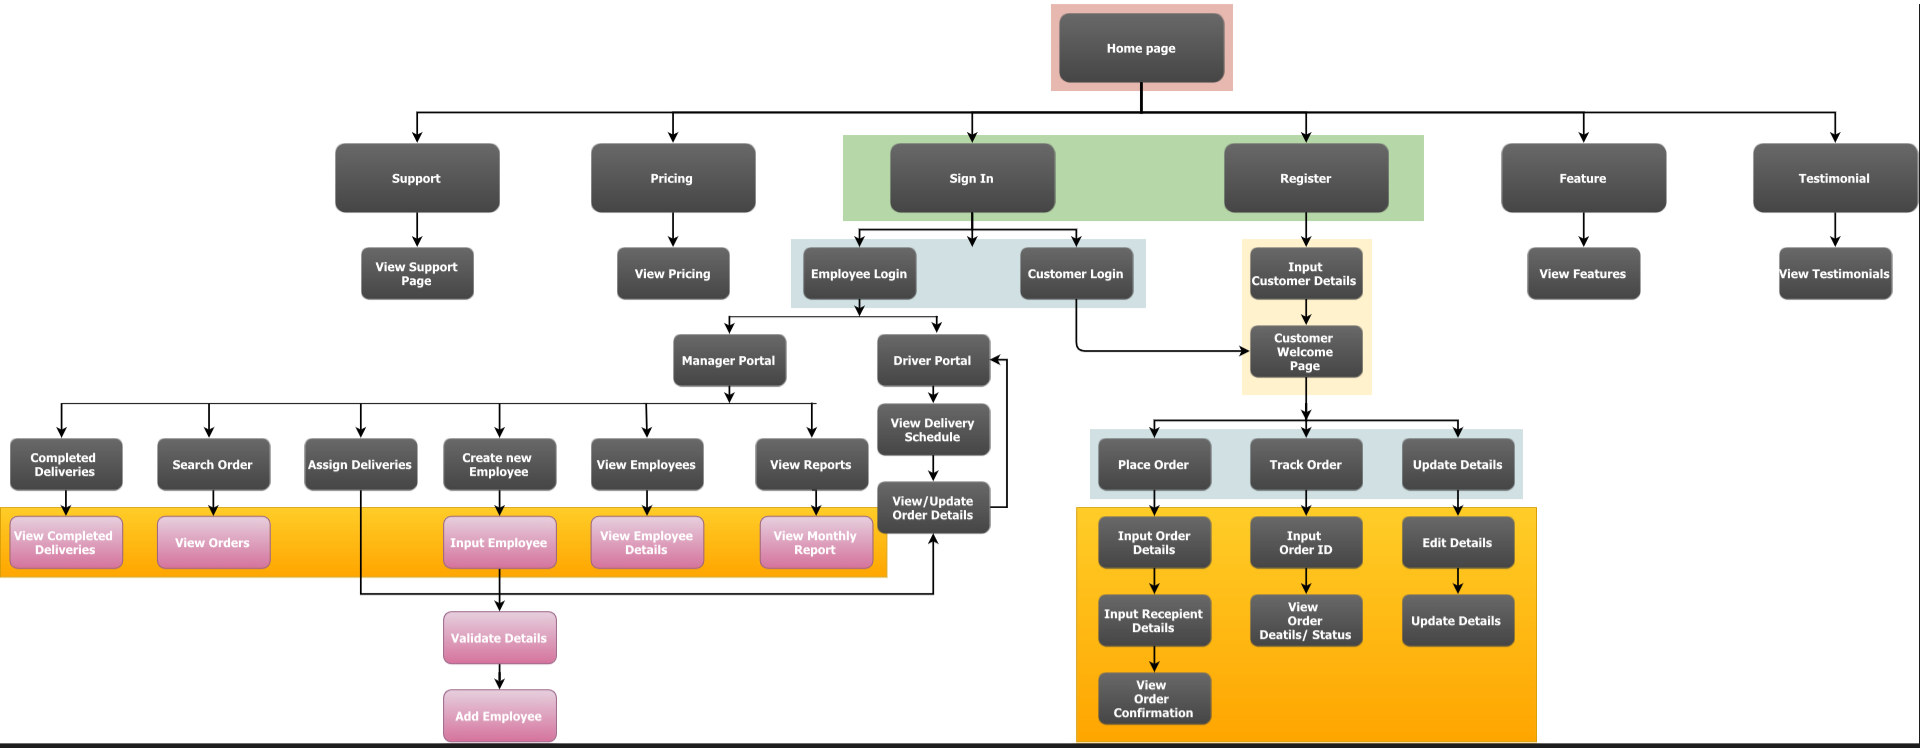 Home page
Support
Pricing
Sign In
Register
Feature
Testimonial
View Support
Page
View Pricing
Employee Login
Customer Login
Input
Customer Details
View Features
View Testimonials
Manager Portal
Driver Portal
Customer
Welcome
Page
View Delivery
Schedule
Completed
Deliveries
Search Order
Assign Deliveries
Create new
Employee
View Employees
View Reports
Place Order
Track Order
Update Details
View/Update
Order Details
View Completed
Deliveries
View Orders
Input Employee
View Employee
Details
View Monthly
Report
Input Order
Details
Input
Order ID
Edit Details
Input Recepient
Details
View
Order
Deatils/ Status
Update Details
Validate Details
View
Order
Confirmation
Add Employee